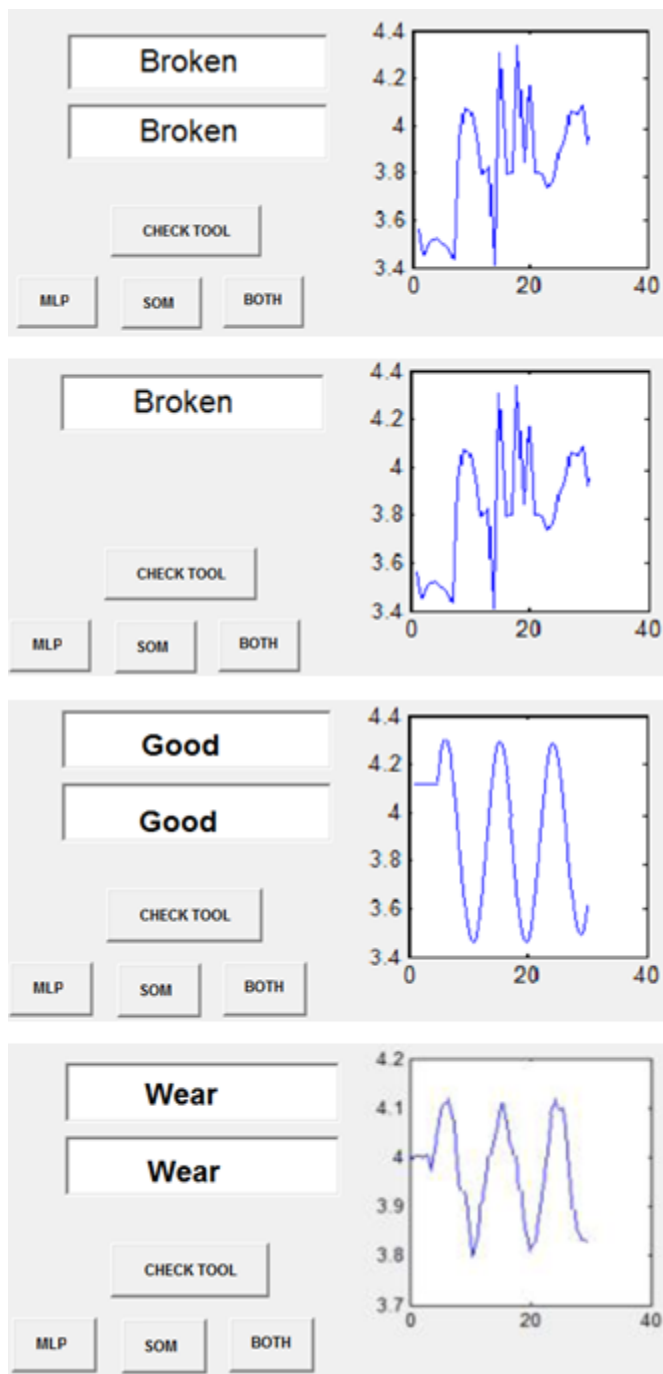 Broken
Broken
CHECK TOOL
MLP SOM BOTH
4.4
4.2
4
3.8
3.6
3.4
0 20 40
Broken
CHECK TOOL
MLP SOM BOTH
4.4
4.2
4
3.8
3.6
3.4
0 20 40
Good
Good
CHECK TOOL
MLP SOM BOTH
4.4
4.2
4
3.8
3.6
3.4
0 20 40
Wear
Wear
CHECK TOOL
MLP SOM BOTH
4.2
4.1
4
3.9
3.8
3.7
0 20 40